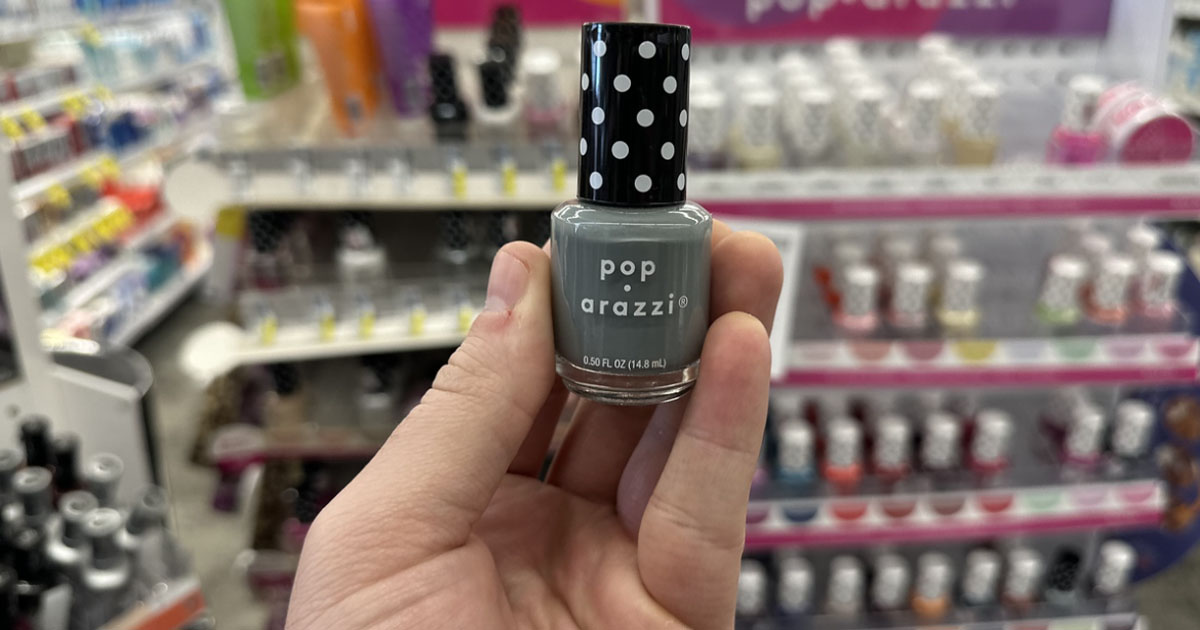 pop•arazzi
pop
•
arazzi®
0.50 FL OZ (14.8 mL)